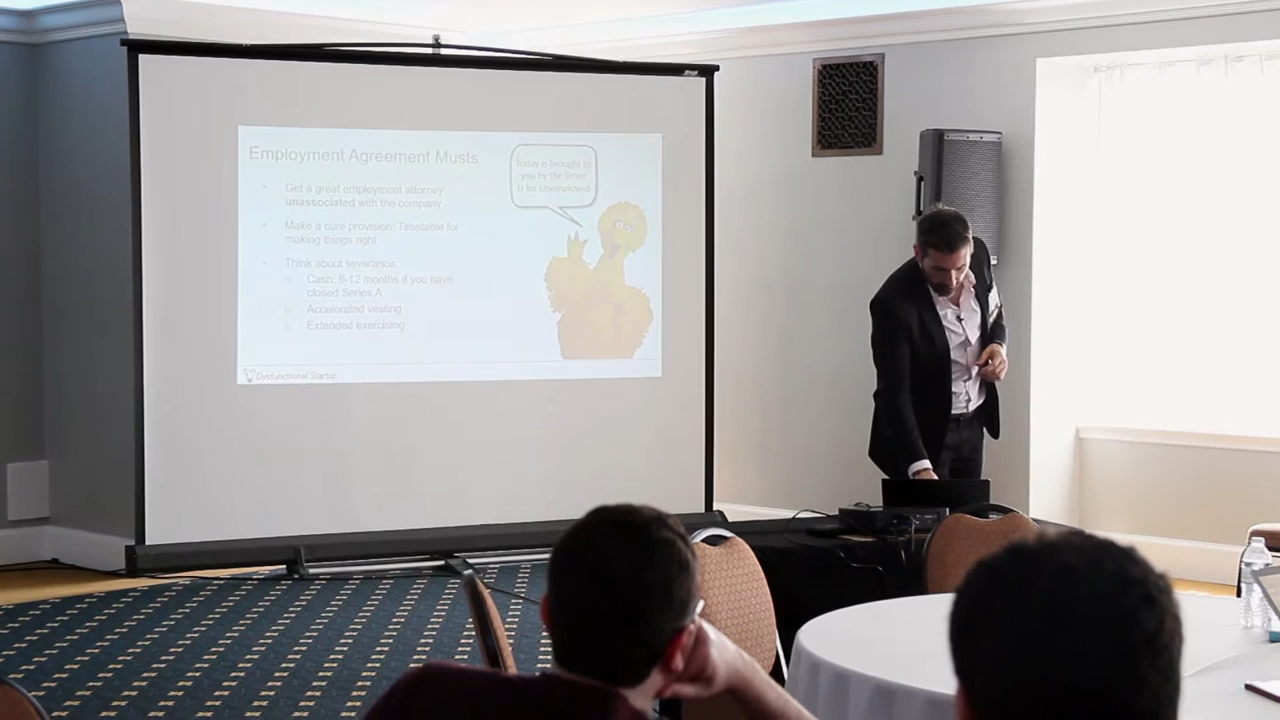 Employment Agreement Musts
Today is brought to
you by the letter
U for Unemployed
Get a great employment attorney
unassociated with the company
Make a cure provision: Timetable for
making things right
Think about severance
Cash: 6-12 months if you have
closed Series A
Accelerated vesting
Extended exercising
Dysfunctional Startup